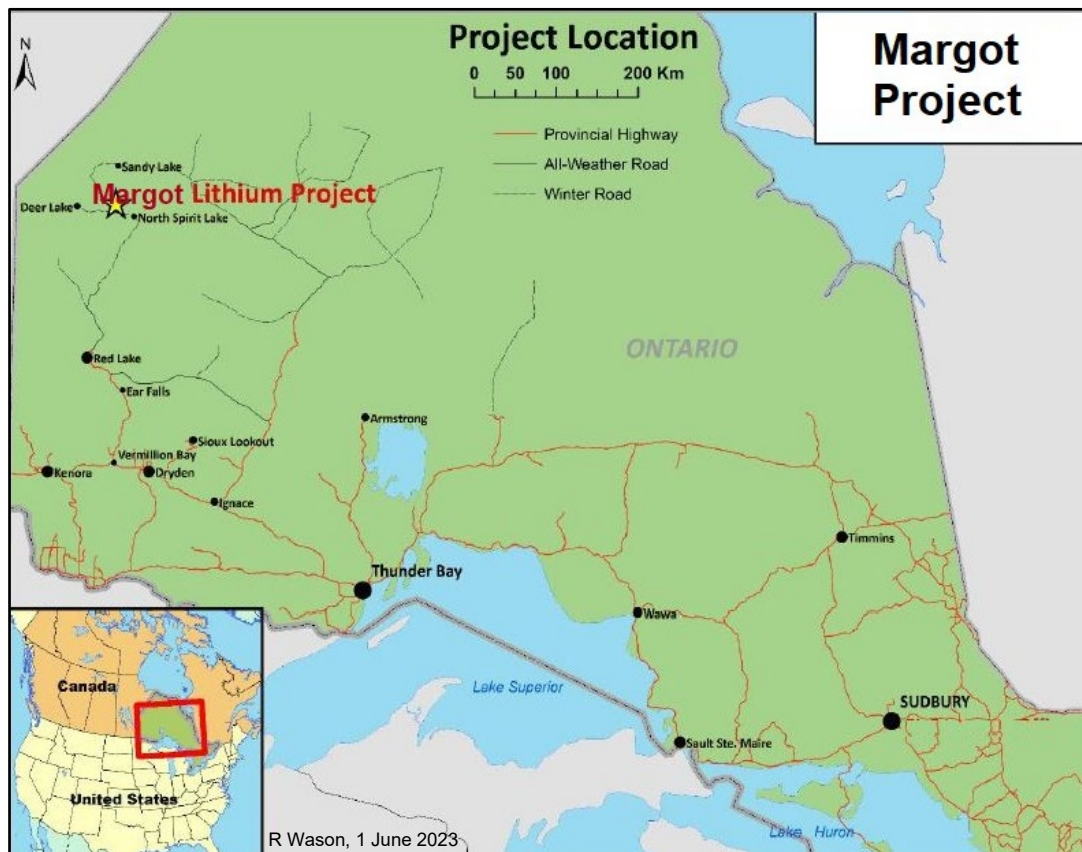 Project Location
0 50 100 200 Km
Provincial Highway
All-Weather Road
Winter Road
Margot
Project
N
Sandy Lake
Margot Lithium Project
Deer Lake
North Spirit Lake
ONTARIO
Red Lake
Ear Falls
Armstrong
Sioux Lookout
Vermillion Bay
Kenora
Dryden
Ignace
Timmins
Thunder Bay
Wawa
Lake Superior
SUDBURY
Sault Ste. Maire
Lake Huron
Canada
United States
R Wason, 1 June 2023